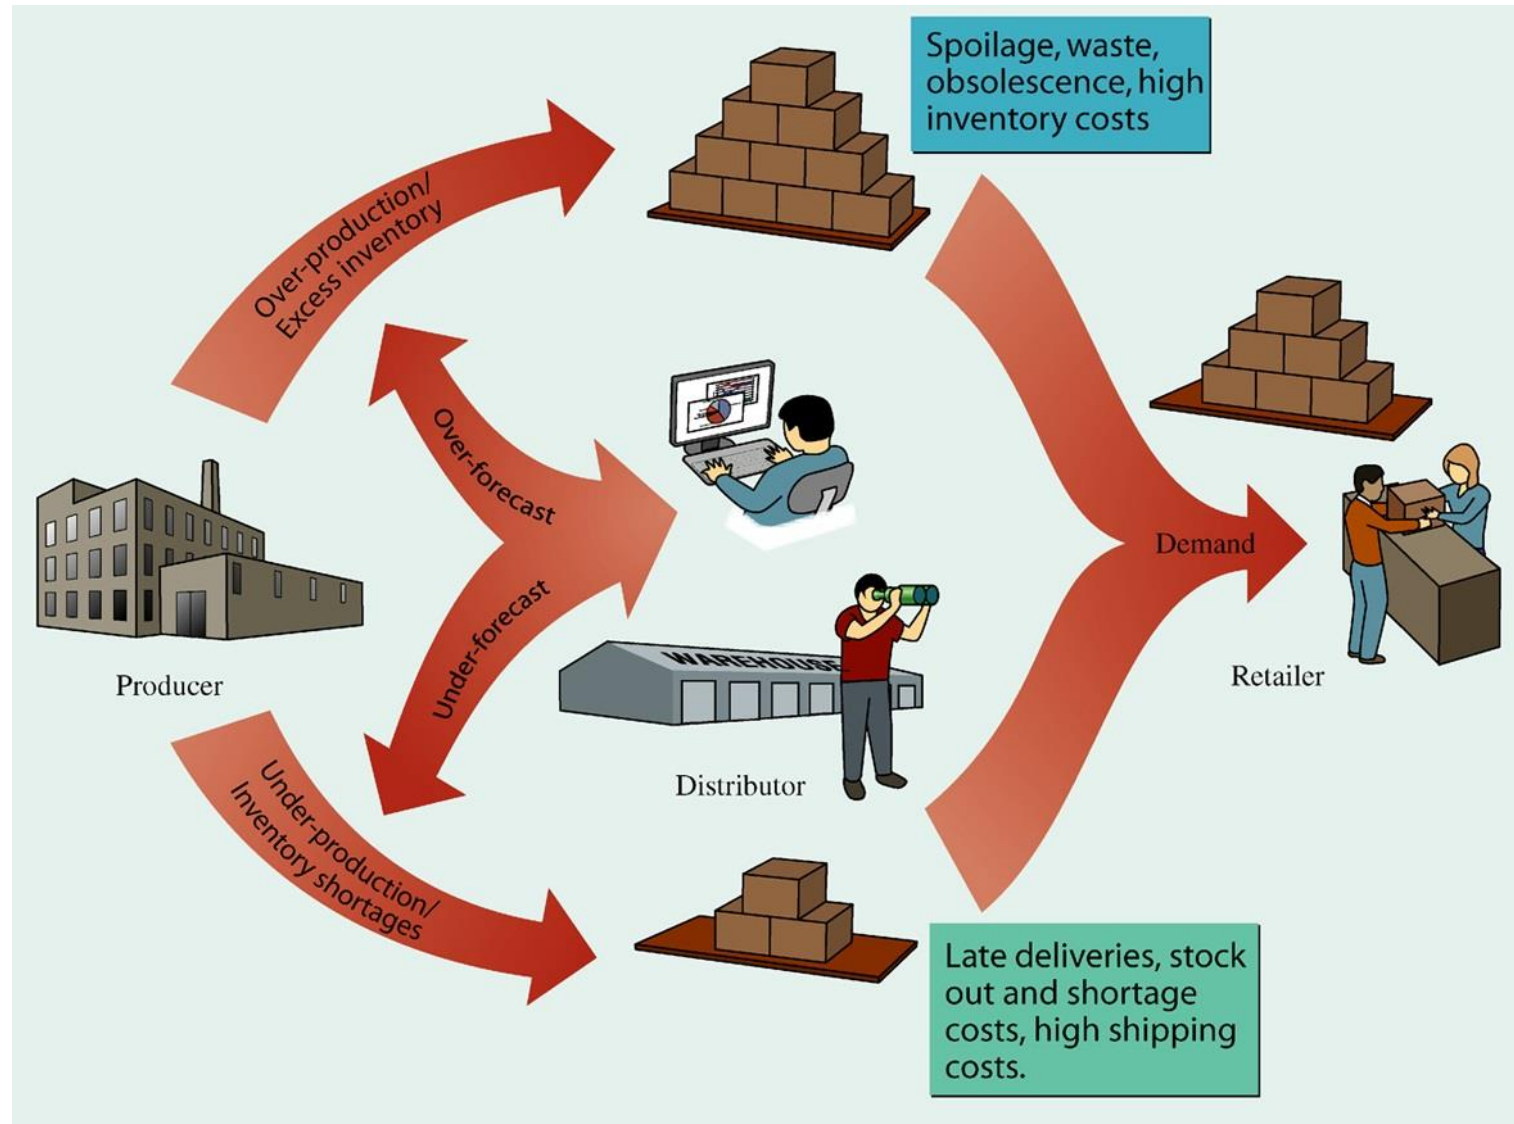 Spoilage, waste,
obsolescence, high
inventory costs
Over-production/
Excess inventory
Over-forecast
Under-forecast
Demand
WAREHOUSE
Producer
Retailer
Distributor
Under-production/
Inventory shortages
Late deliveries, stock
out and shortage
costs, high shipping
costs.